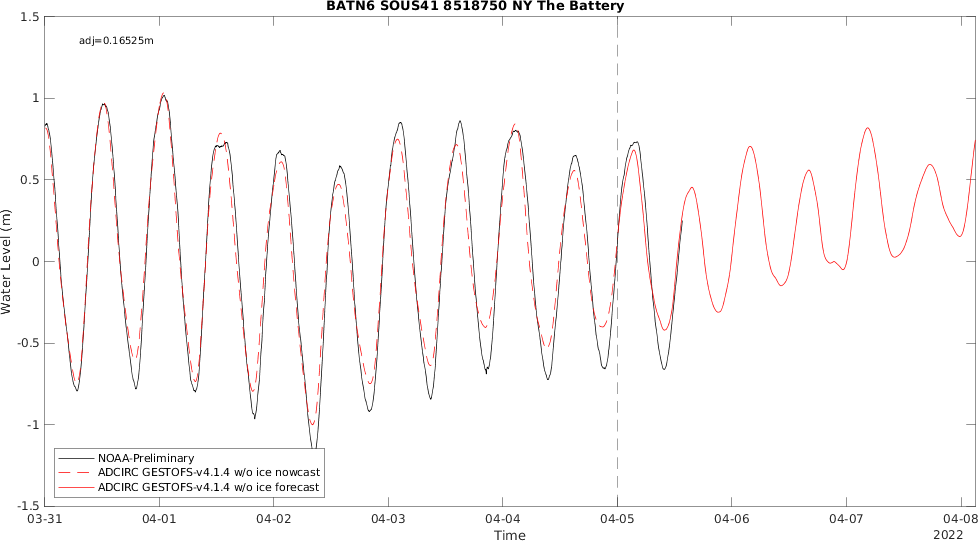 BATN6 SOUS41 8518750 NY The Battery
adj=0.16525m
1.5
1
0.5
0
-0.5
-1
-1.5
Water Level (m)
NOAA-Preliminary
ADCIRC GESTOFS-v4.1.4 w/o ice nowcast
ADCIRC GESTOFS-v4.1.4 w/o ice forecast
03-31 04-01 04-02 04-03 04-04 04-05 04-06 04-07 04-08
Time
2022